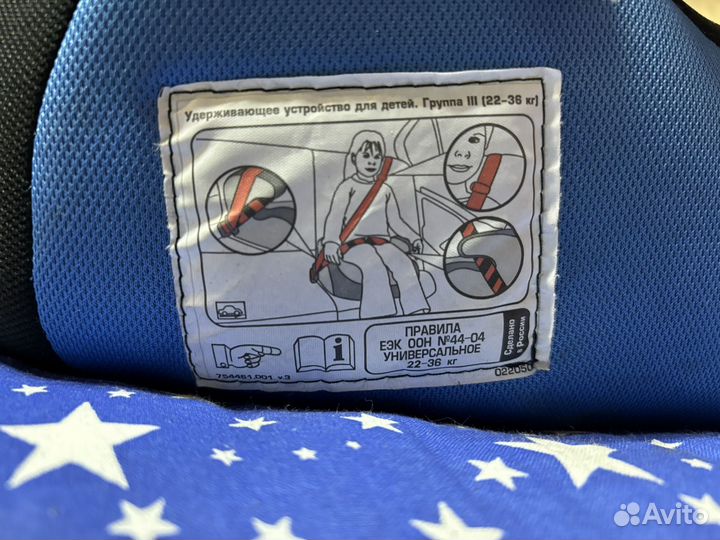 Удерживающее устройство для детей. Группа III (22-36 кг)
i
ПРАВИЛА
ЕЭК ООН №44-04
УНИВЕРСАЛЬНОЕ
22-36 кг
Сделано
в России
754461.001 v.3
022050
Avito